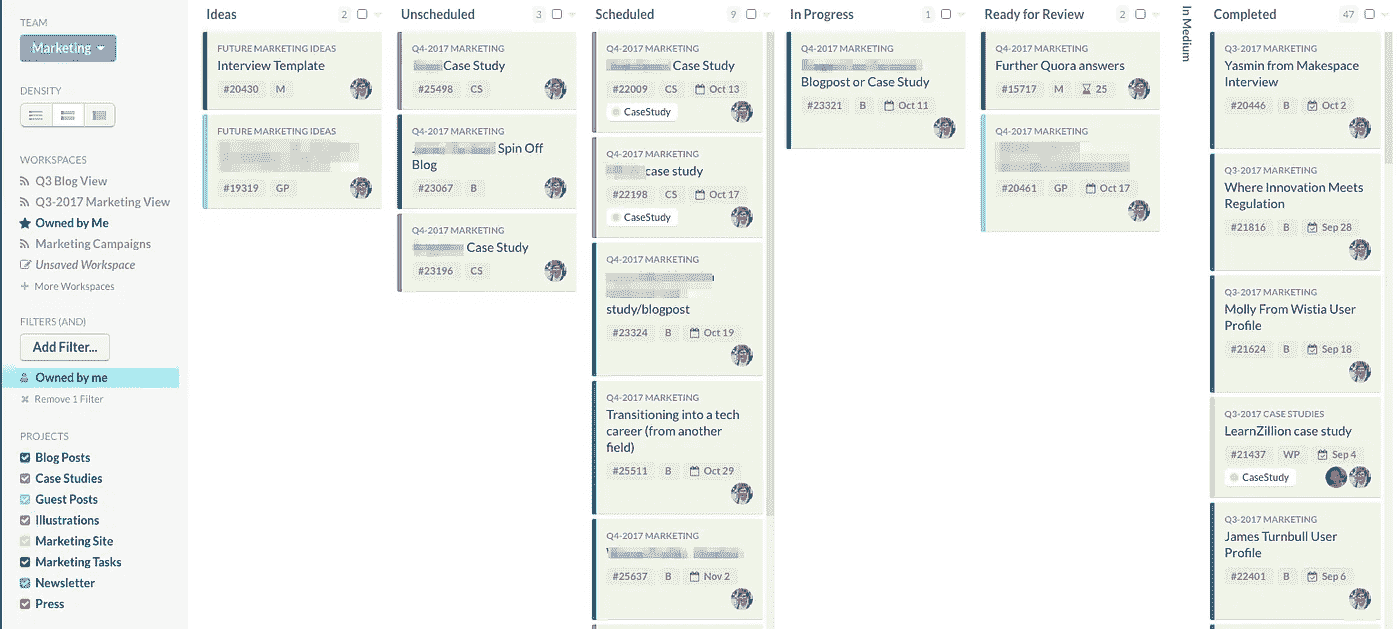 TEAM
Marketing
DENSITY
WORKSPACES
Q3 Blog View
Q3-2017 Marketing View
Owned by Me
Marketing Campaigns
Unsaved Workspace
+ More Workspaces
FILTERS (AND)
Add Filter...
Owned by me
Remove 1 Filter
PROJECTS
Blog Posts
Case Studies
Guest Posts
Illustrations
Marketing Site
Marketing Tasks
Newsletter
Press
Ideas 2
FUTURE MARKETING IDEAS
Interview Template
#20430 M
FUTURE MARKETING IDEAS
#19319 GP
Unscheduled 3
Q4-2017 MARKETING
Case Study
#25498 CS
Q4-2017 MARKETING
Spin Off
Blog
#23067 B
Q4-2017 MARKETING
Case Study
#23196 CS
Scheduled 9
Q4-2017 MARKETING
Case Study
#22009 CS Oct 13
CaseStudy
Q4-2017 MARKETING
case study
#22198 CS Oct 17
CaseStudy
Q4-2017 MARKETING
study/blogpost
#23324 B Oct 19
Q4-2017 MARKETING
Transitioning into a tech
career (from another
field)
#25511 B Oct 29
Q4-2017 MARKETING
#25637 B Nov 2
In Progress 1
Q4-2017 MARKETING
Blogpost or Case Study
#23321 B Oct 11
Ready for Review 2
Q4-2017 MARKETING
Further Quora answers
#15717 M 25
Q4-2017 MARKETING
#20461 GP Oct 17
In Medium
Completed 47
Q3-2017 MARKETING
Yasmin from Makespace
Interview
#20446 B Oct 2
Q3-2017 MARKETING
Where Innovation Meets
Regulation
#21816 B Sep 28
Q3-2017 MARKETING
Molly From Wistia User
Profile
#21624 B Sep 18
Q3-2017 CASE STUDIES
LearnZillion case study
#21437 WP Sep 4
CaseStudy
Q3-2017 MARKETING
James Turnbull User
Profile
#22401 B Sep 6